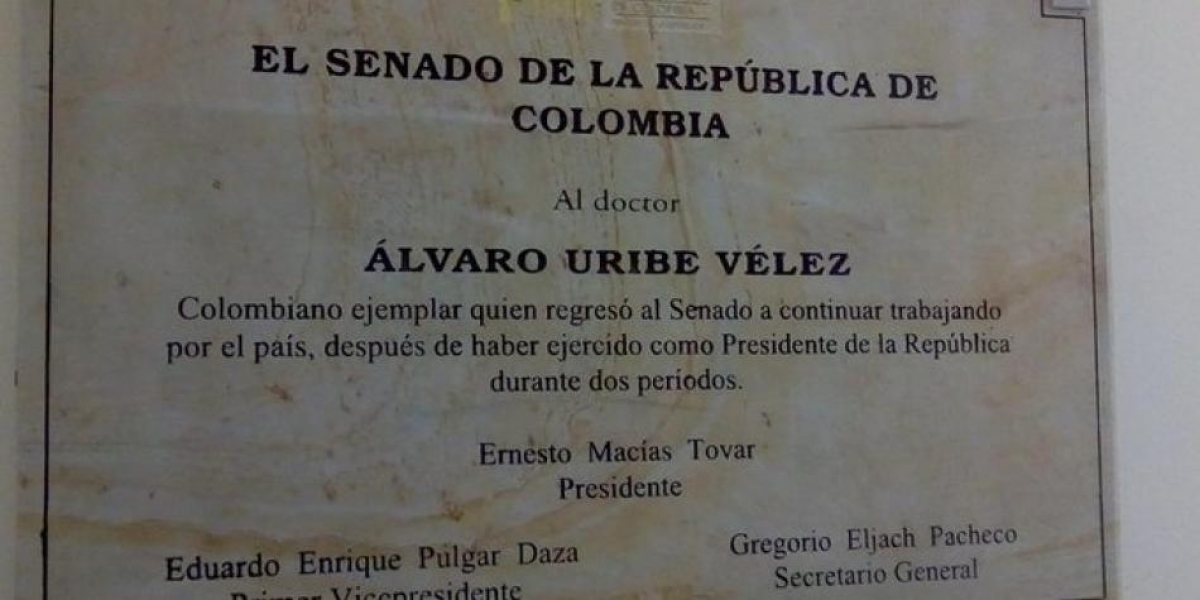 EL SENADO DE LA REPÚBLICA DE
COLOMBIA
Al doctor
ÁLVARO URIBE VÉLEZ
Colombiano ejemplar quien regresó al Senado a continuar trabajando
por el país, después de haber ejercido como Presidente de la República
durante dos períodos.
Ernesto Macías Tovar
Presidente
Eduardo Enrique Pulgar Daza
Gregorio Eljach Pacheco
Primer Vicepresidente
Secretario General